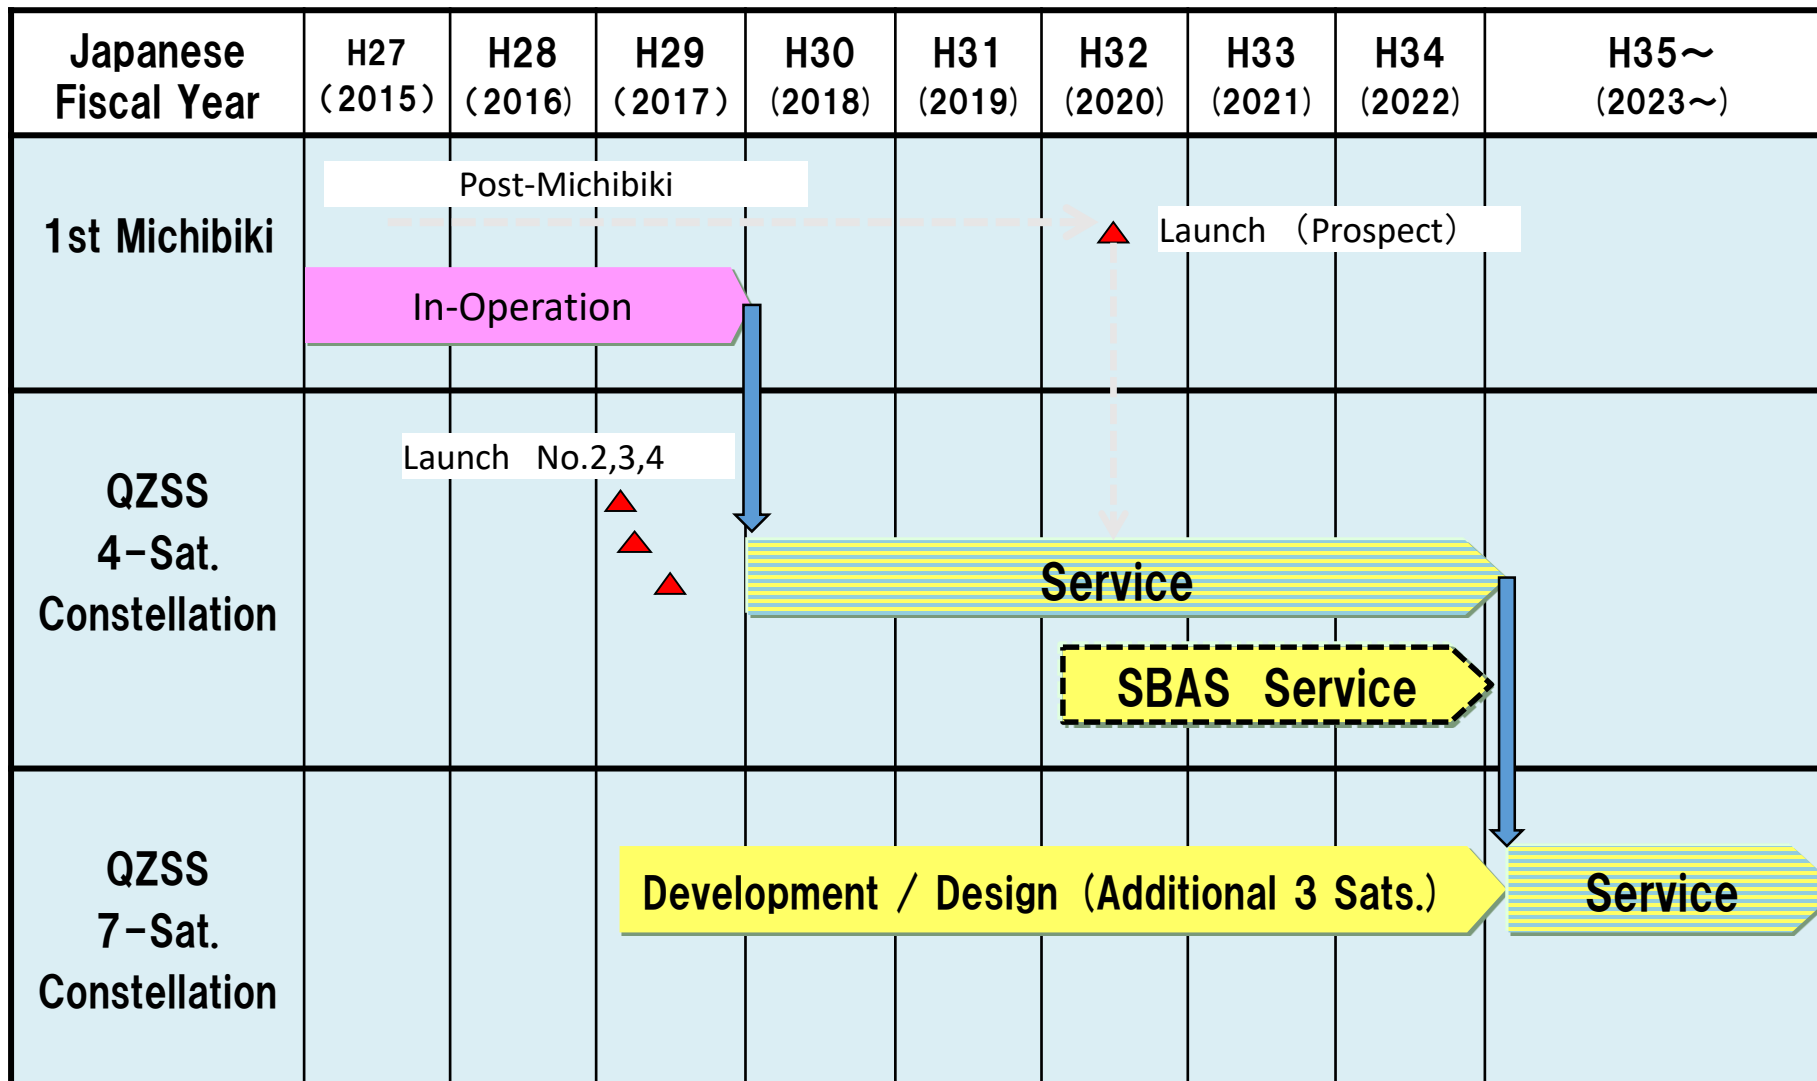 Japanese
Fiscal Year
H27
（2015）
H28
（2016）
H29
（2017）
H30
(2018)
H31
(2019)
H32
(2020)
H33
(2021)
H34
(2022)
H35～
(2023～)
1st Michibiki
Post-Michibiki
Launch （Prospect）
In-Operation
QZSS
4-Sat.
Constellation
Launch No.2,3,4
Service
SBAS Service
QZSS
7-Sat.
Constellation
Development / Design (Additional 3 Sats.)
Service